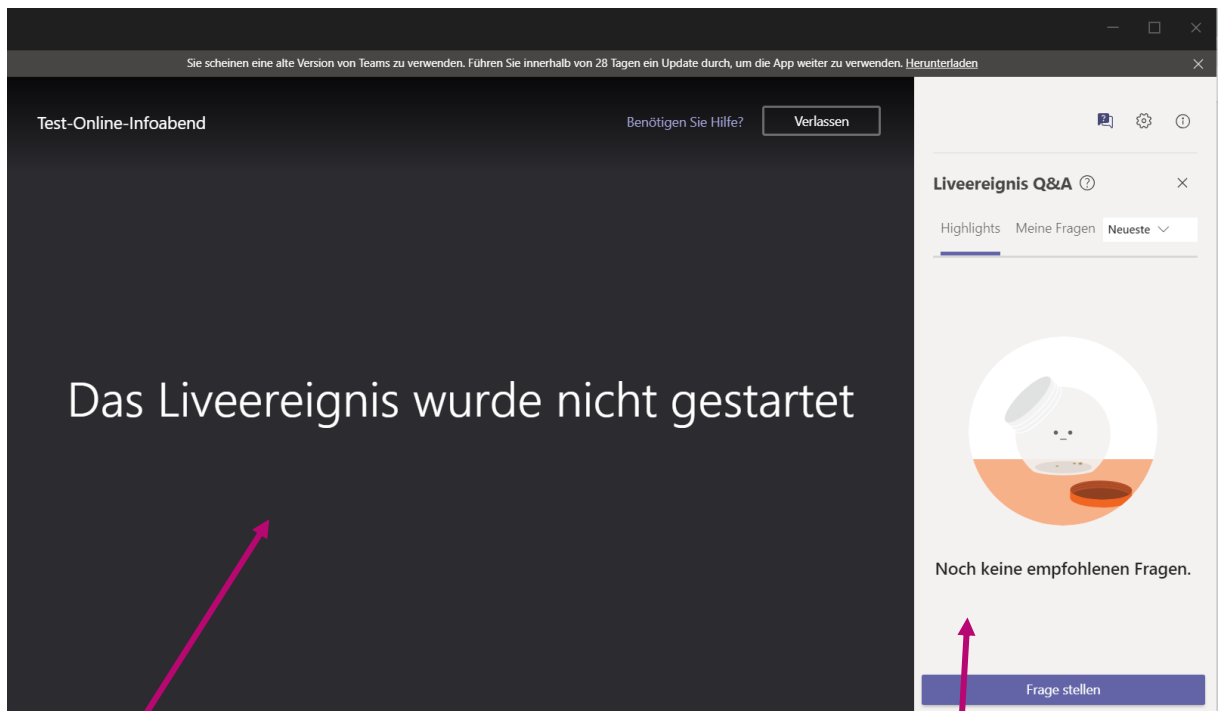 Sie scheinen eine alte Version von Teams zu verwenden. Führen Sie innerhalb von 28 Tagen ein Update durch, um die App weiter zu verwenden. Herunterladen
Test-Online-Infoabend
Benötigen Sie Hilfe?
Verlassen
Das Liveereignis wurde nicht gestartet
Liveereignis Q&A
Highlights Meine Fragen Neueste
Noch keine empfohlenen Fragen.
Frage stellen